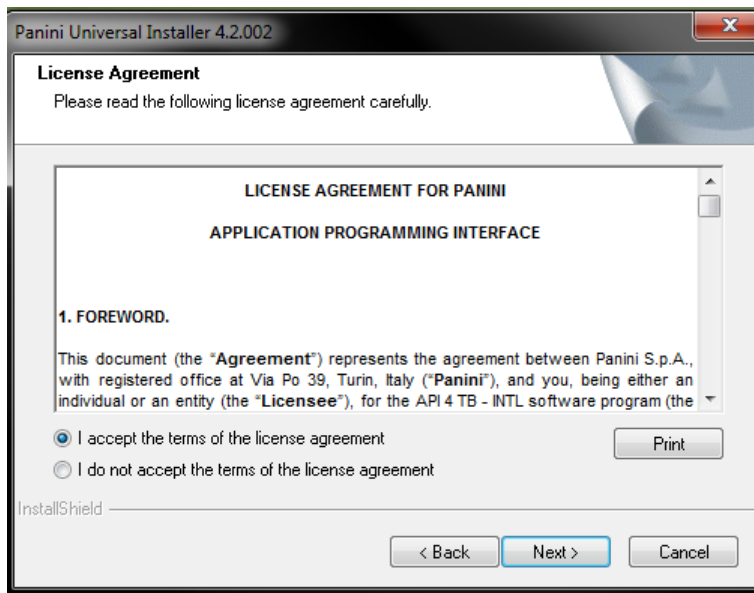 Panini Universal Installer 4.2.002
License Agreement
Please read the following license agreement carefully.
LICENSE AGREEMENT FOR PANINI
APPLICATION PROGRAMMING INTERFACE
1. FOREWORD.
This document (the “Agreement”) represents the agreement between Panini S.p.A.,
with registered office at Via Po 39, Turin, Italy (“Panini”), and you, being either an
individual or an entity (the “Licensee”), for the API 4 TB - INTL software program (the
I accept the terms of the license agreement
Print
I do not accept the terms of the license agreement
InstallShield
< Back
Next >
Cancel